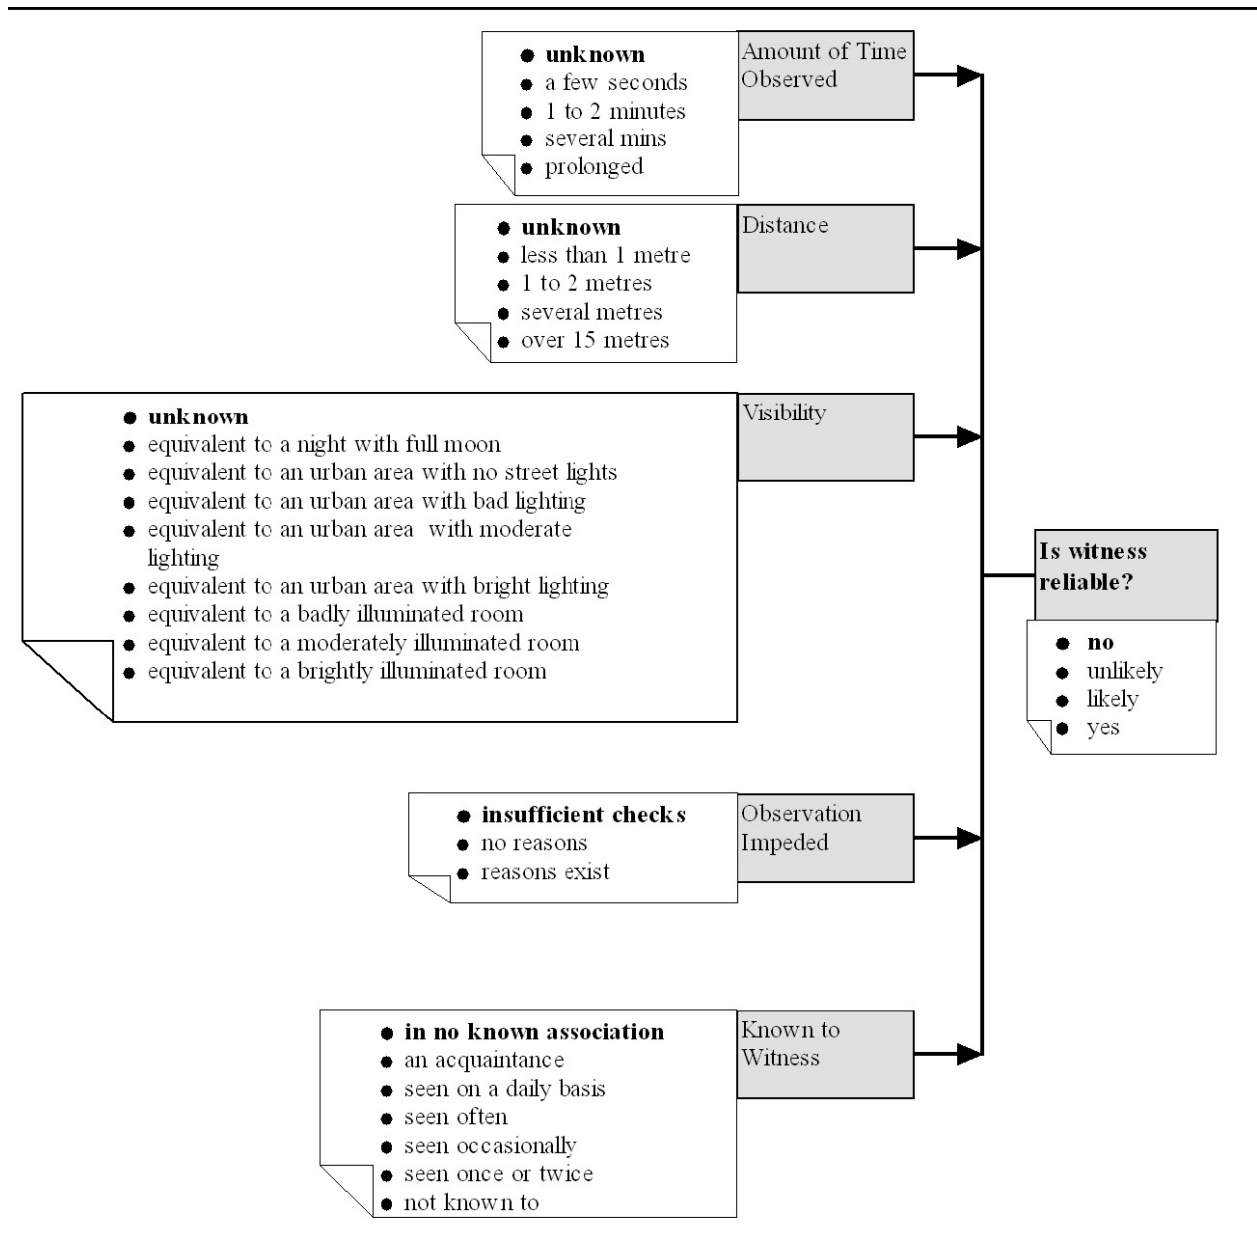 ● unknown
● a few seconds
● 1 to 2 minutes
● several mins
● prolonged
Amount of Time
Observed
● unknown
● less than 1 metre
● 1 to 2 metres
● several metres
● over 15 metres
Distance
● unknown
● equivalent to a night with full moon
● equivalent to an urban area with no street lights
● equivalent to an urban area with bad lighting
● equivalent to an urban area with moderate
lighting
● equivalent to an urban area with bright lighting
● equivalent to a badly illuminated room
● equivalent to a moderately illuminated room
● equivalent to a brightly illuminated room
Visibility
Is witness
reliable?
● no
● unlikely
● likely
● yes
● insufficient checks
● no reasons
● reasons exist
Observation
Impeded
● in no known association
● an acquaintance
● seen on a daily basis
● seen often
● seen occasionally
● seen once or twice
● not known to
Known to
Witness